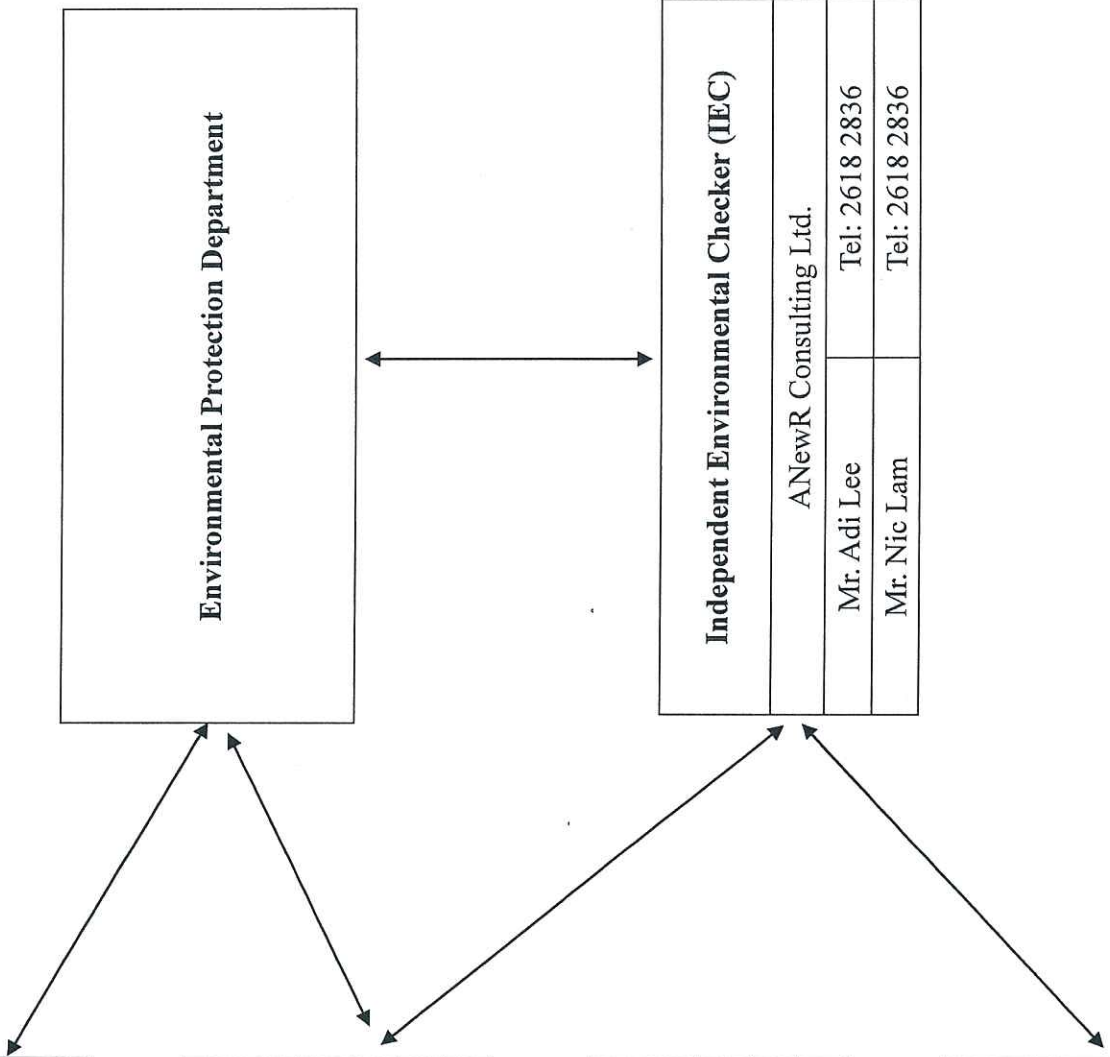 Environmental Protection Department
Independent Environmental Checker (IEC)
ANewR Consulting Ltd.
Mr. Adi Lee Tel: 2618 2836
Mr. Nic Lam Tel: 2618 2836